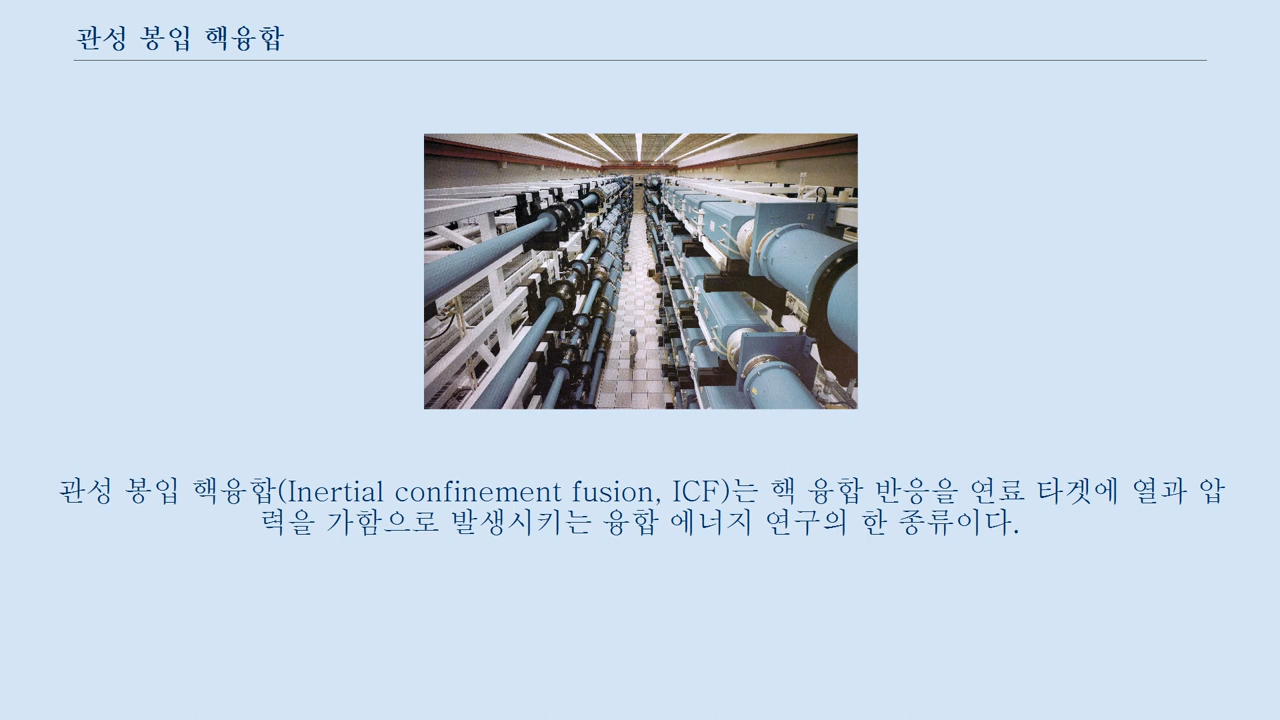 관성 봉입 핵융합
관성 봉입 핵융합(Inertial confinement fusion, ICF)는 핵 융합 반응을 연료 타겟에 열과 압
력을 가함으로 발생시키는 융합 에너지 연구의 한 종류이다.